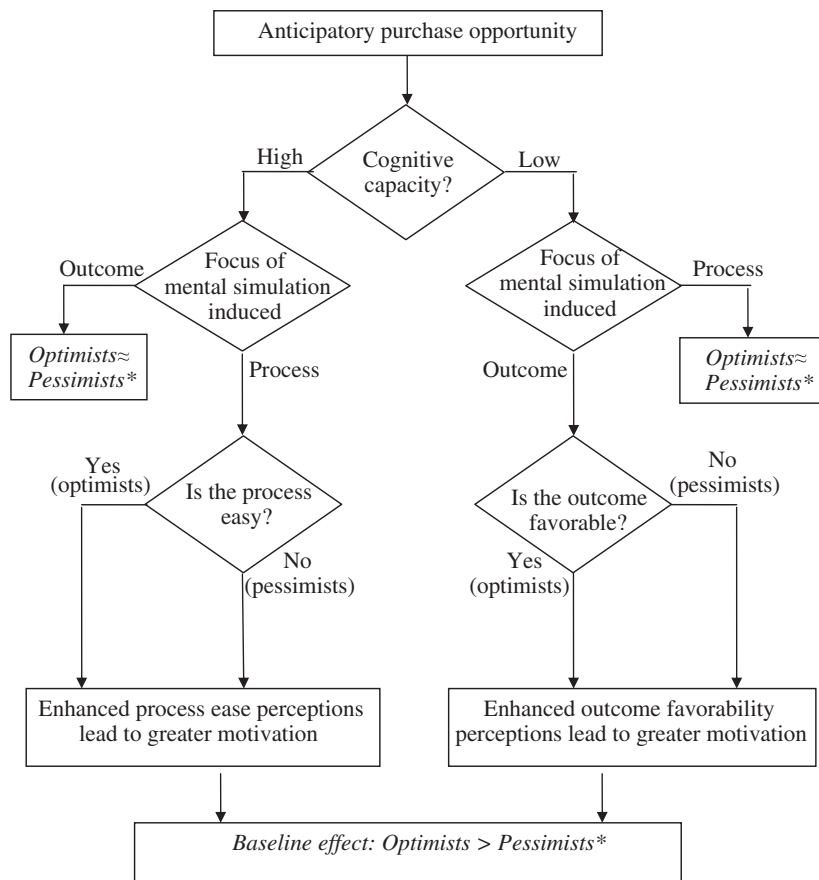 Anticipatory purchase opportunity
Cognitive
capacity?
High
Low
Focus of
mental simulation
induced
Outcome
Optimists≈
Pessimists*
Process
Focus of
mental simulation
induced
Process
Optimists≈
Pessimists*
Outcome
Is the process
easy?
Yes
(optimists)
No
(pessimists)
Is the outcome
favorable?
No
(pessimists)
Yes
(optimists)
Enhanced process ease perceptions
lead to greater motivation
Enhanced outcome favorability
perceptions lead to greater motivation
Baseline effect: Optimists > Pessimists*